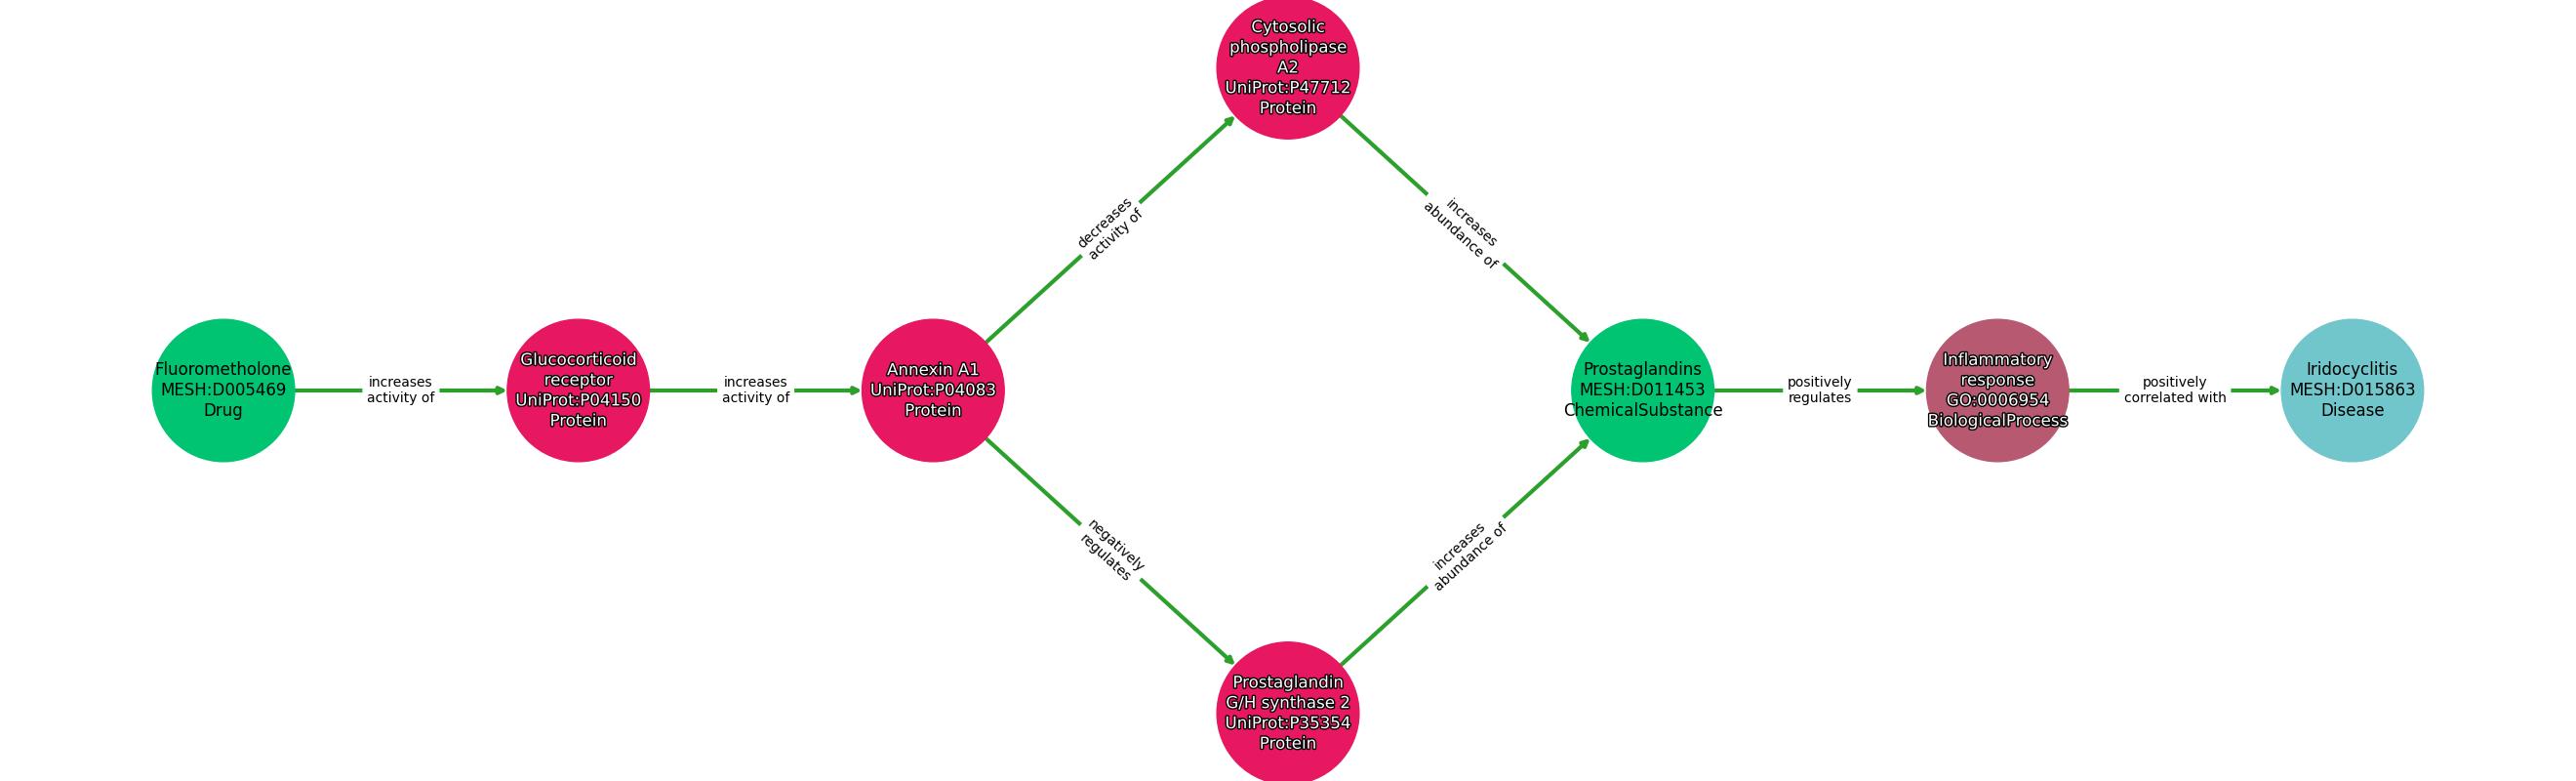 Fluorometholone
MESH:D005469
Drug
increases
activity of
Glucocorticoid
receptor
UniProt:P04150
Protein
increases
activity of
Annexin A1
UniProt:P04083
Protein
decreases
activity of
Cytosolic
phospholipase
A2
UniProt:P47712
Protein
increases
abundance of
negatively
regulates
Prostaglandin
G/H synthase 2
UniProt:P35354
Protein
increases
abundance of
Prostaglandins
MESH:D011453
ChemicalSubstance
positively
regulates
Inflammatory
response
GO:0006954
BiologicalProcess
positively
correlated with
Iridocyclitis
MESH:D015863
Disease